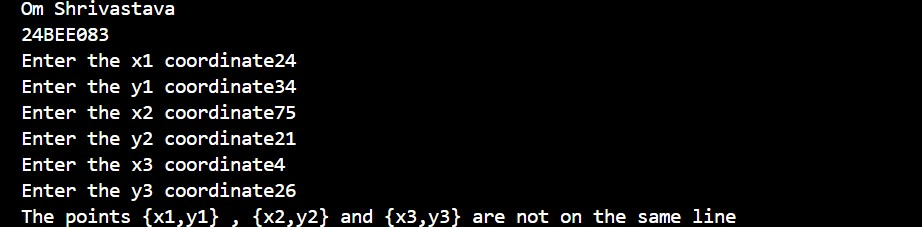 Om Shrivastava
24BEE083
Enter the x1 coordinate24
Enter the y1 coordinate34
Enter the x2 coordinate75
Enter the y2 coordinate21
Enter the x3 coordinate4
Enter the y3 coordinate26
The points {x1,y1} , {x2,y2} and {x3,y3} are not on the same line